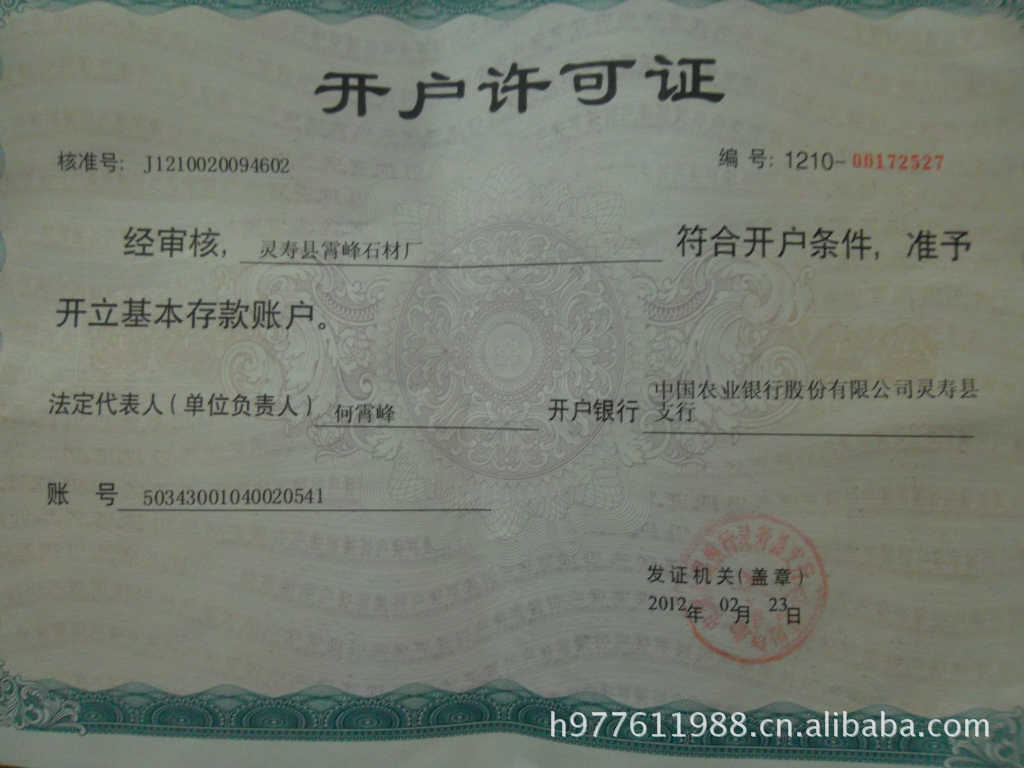 开户许可证
核准号: J1210020094602 编 号: 1210-00172527
经审核, 灵寿县霄峰石材厂 符合开户条件, 准予
开立基本存款账户。
法定代表人(单位负责人) 何霄峰 开户银行 中国农业银行股份有限公司灵寿县支行
账 号 50343001040020541
发证机关(盖章)
2012年 02月 23日
h977611988.cn.alibaba.com